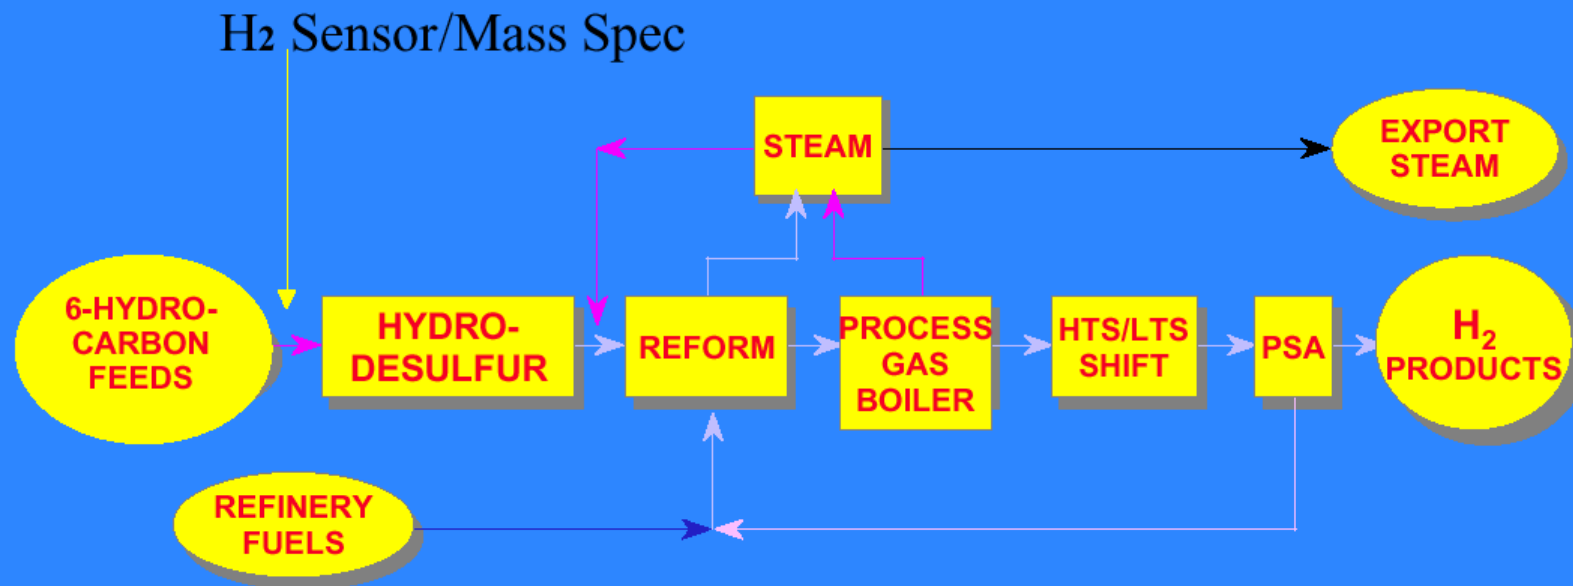 H2 Sensor/Mass Spec
STEAM
EXPORT
STEAM
6-HYDRO-
CARBON
FEEDS
HYDRO-
DESULFUR
REFORM
PROCESS
GAS
BOILER
HTS/LTS
SHIFT
PSA
H2
PRODUCTS
REFINERY
FUELS